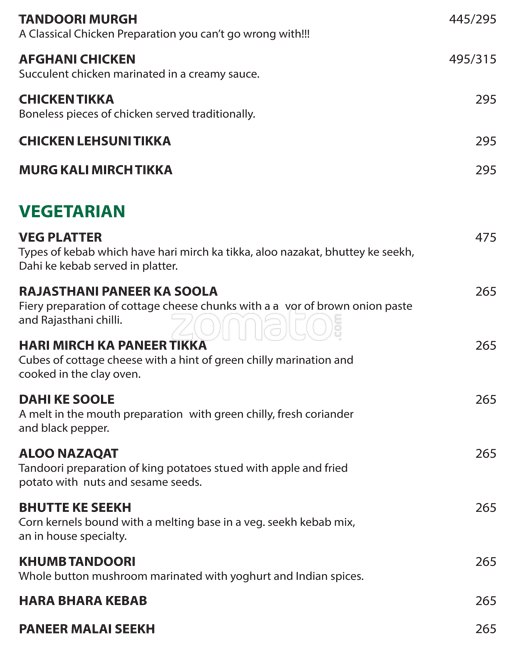 TANDOORI MURGH 445/295
A Classical Chicken Preparation you can't go wrong with!!!
AFGHANI CHICKEN 495/315
Succulent chicken marinated in a creamy sauce.
CHICKEN TIKKA 295
Boneless pieces of chicken served traditionally.
CHICKEN LEHSUNI TIKKA 295
MURG KALI MIRCH TIKKA 295
VEGETARIAN
VEG PLATTER 475
Types of kebab which have hari mirch ka tikka, aloo nazakat, bhuttey ke seekh,
Dahi ke kebab served in platter.
RAJASTHANI PANEER KA SOOLA 265
Fiery preparation of cottage cheese chunks with a a vor of brown onion paste
and Rajasthani chilli.
zomato.com
HARI MIRCH KA PANEER TIKKA 265
Cubes of cottage cheese with a hint of green chilly marination and
cooked in the clay oven.
DAHI KE SOOLE 265
A melt in the mouth preparation with green chilly, fresh coriander
and black pepper.
ALOO NAZAQAT 265
Tandoori preparation of king potatoes stued with apple and fried
potato with nuts and sesame seeds.
BHUTTE KE SEEKH 265
Corn kernels bound with a melting base in a veg. seekh kebab mix,
an in house specialty.
KHUMB TANDOORI 265
Whole button mushroom marinated with yoghurt and Indian spices.
HARA BHARA KEBAB 265
PANEER MALAI SEEKH 265